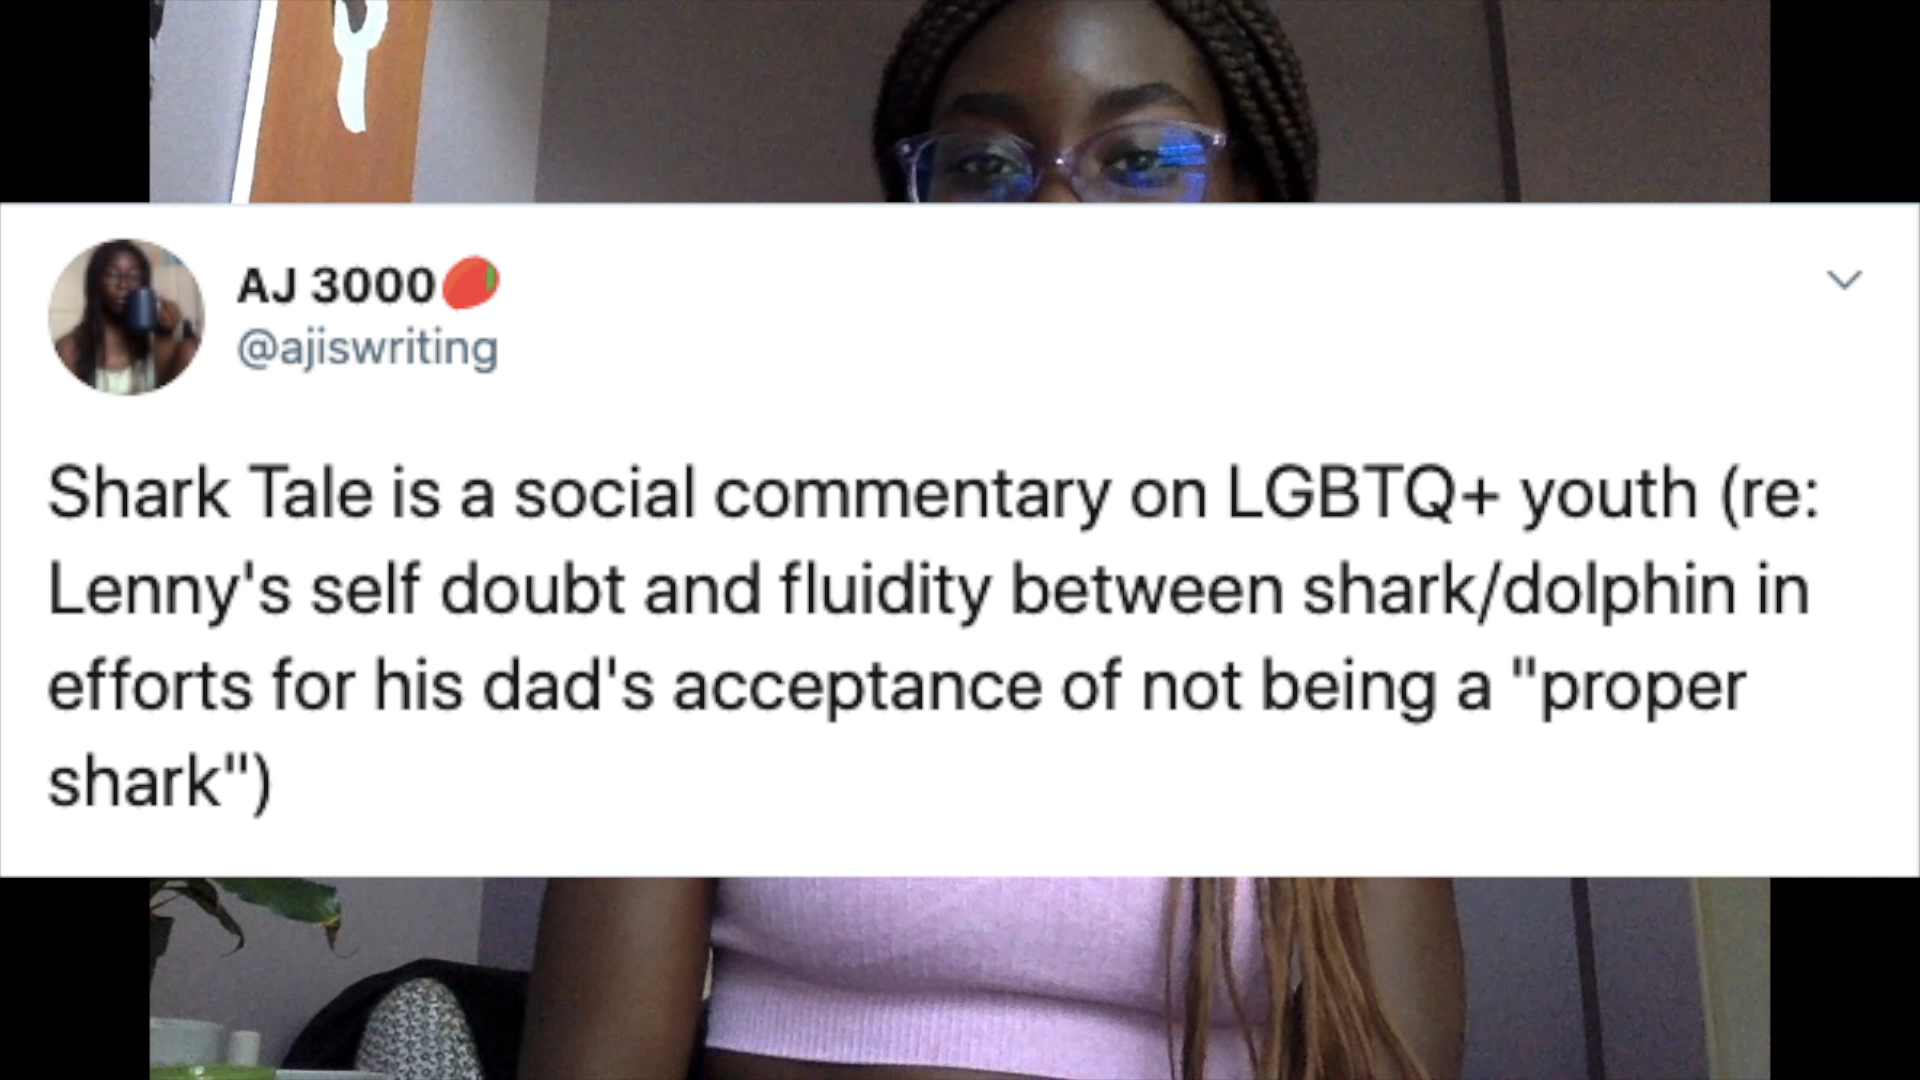 AJ 3000🥭
@ajiswriting
Shark Tale is a social commentary on LGBTQ+ youth (re:
Lenny's self doubt and fluidity between shark/dolphin in
efforts for his dad's acceptance of not being a "proper
shark")